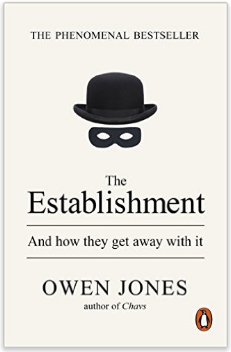 THE PHENOMENAL BESTSELLER
The
Establishment
And how they get away with it
OWEN JONES
author of Chavs